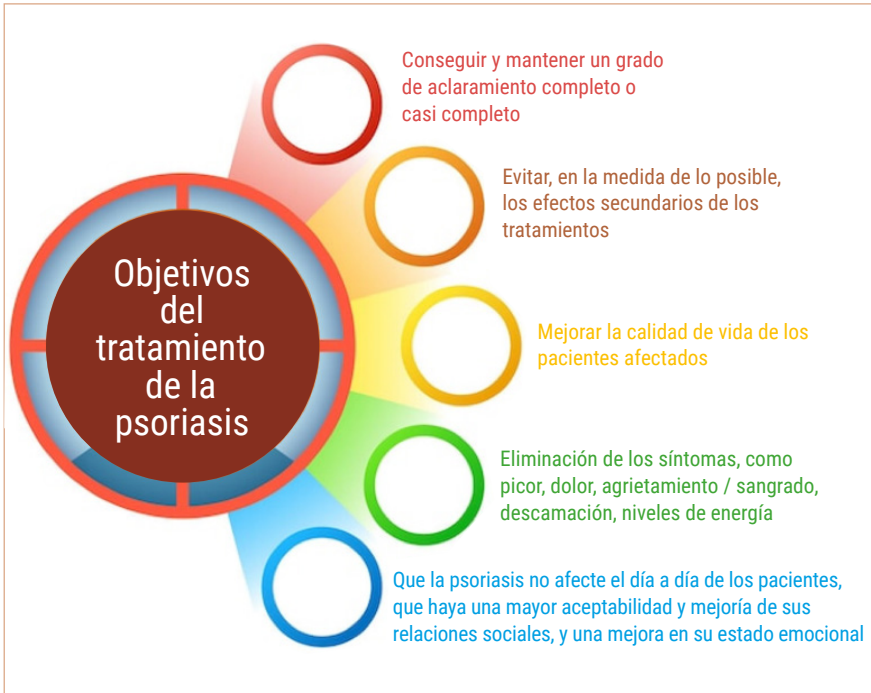 Objetivos
del
tratamiento
de la
psoriasis
Conseguir y mantener un grado
de aclaramiento completo o
casi completo
Evitar, en la medida de lo posible,
los efectos secundarios de los
tratamientos
Mejorar la calidad de vida de los
pacientes afectados
Eliminación de los síntomas, como
picor, dolor, agrietamiento / sangrado,
descamación, niveles de energía
Que la psoriasis no afecte el día a día de los pacientes,
que haya una mayor aceptabilidad y mejoría de sus
relaciones sociales, y una mejora en su estado emocional